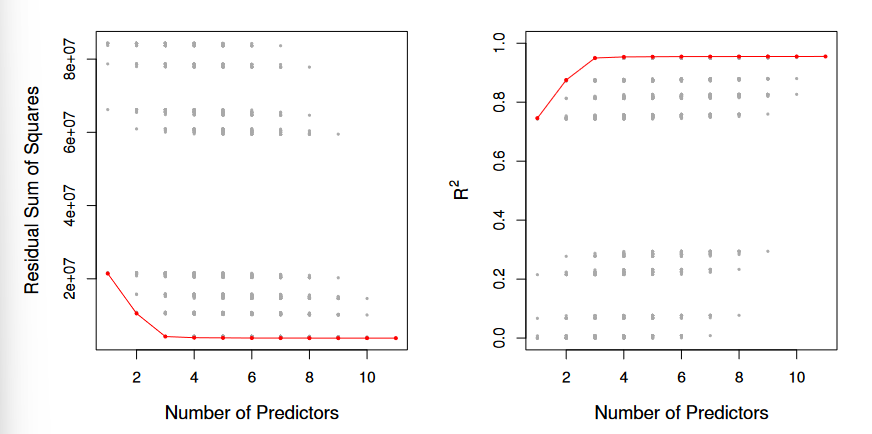 Residual Sum of Squares
8e+07
6e+07
4e+07
2e+07
2 4 6 8 10
Number of Predictors
R²
1.0
0.8
0.6
0.4
0.2
0.0
2 4 6 8 10
Number of Predictors